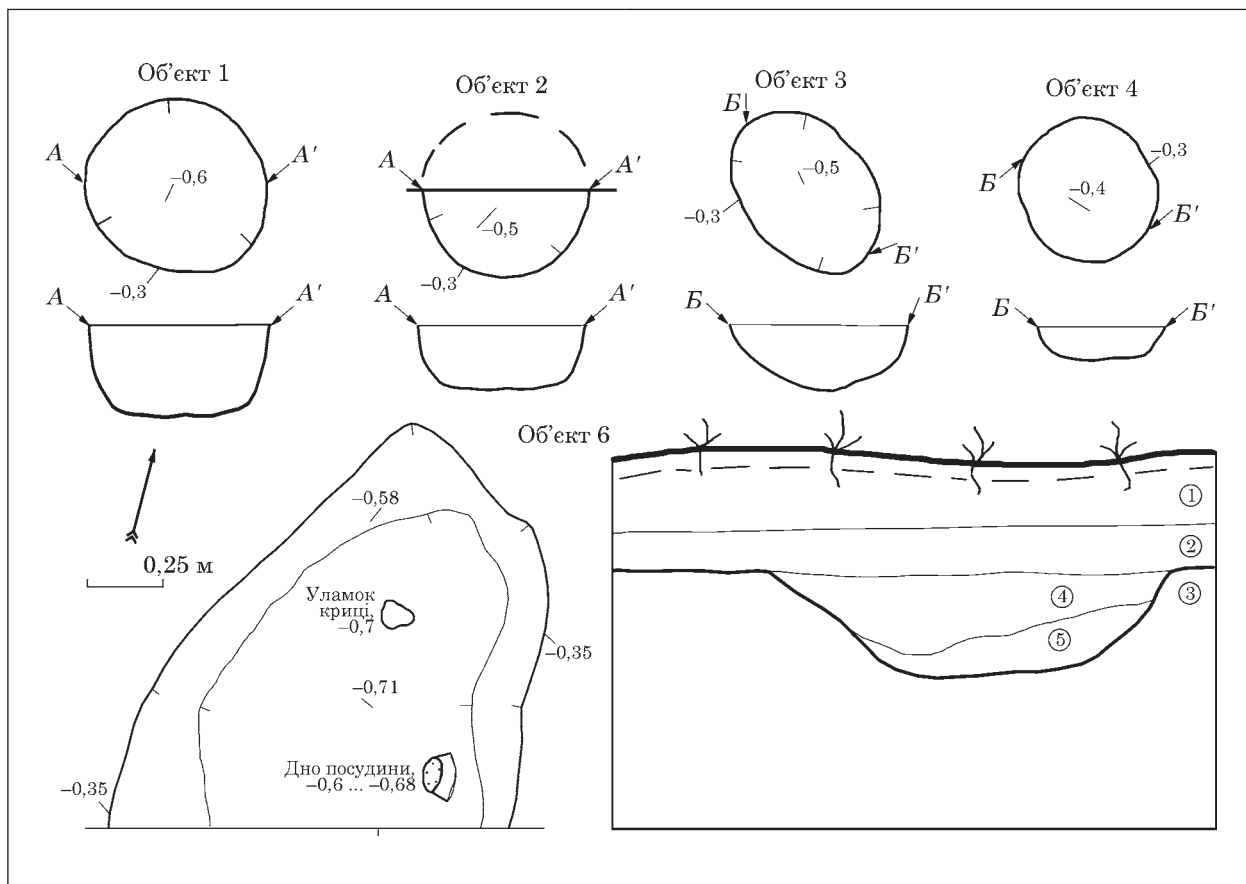 Об’єкт 1
Об’єкт 2
Об’єкт 3
Об’єкт 4
А
А'
–0,6
–0,3
А
А'
–0,5
–0,3
Б
–0,5
–0,3
Б'
–0,3
Б
–0,4
Б'
А
А'
А
А'
Б
Б'
Б
Б'
Об’єкт 6
0,25 м
–0,58
Уламок
криці,
–0,7
–0,35
–0,71
Дно посудини,
–0,6 ... –0,68
–0,35
1
2
3
4
5